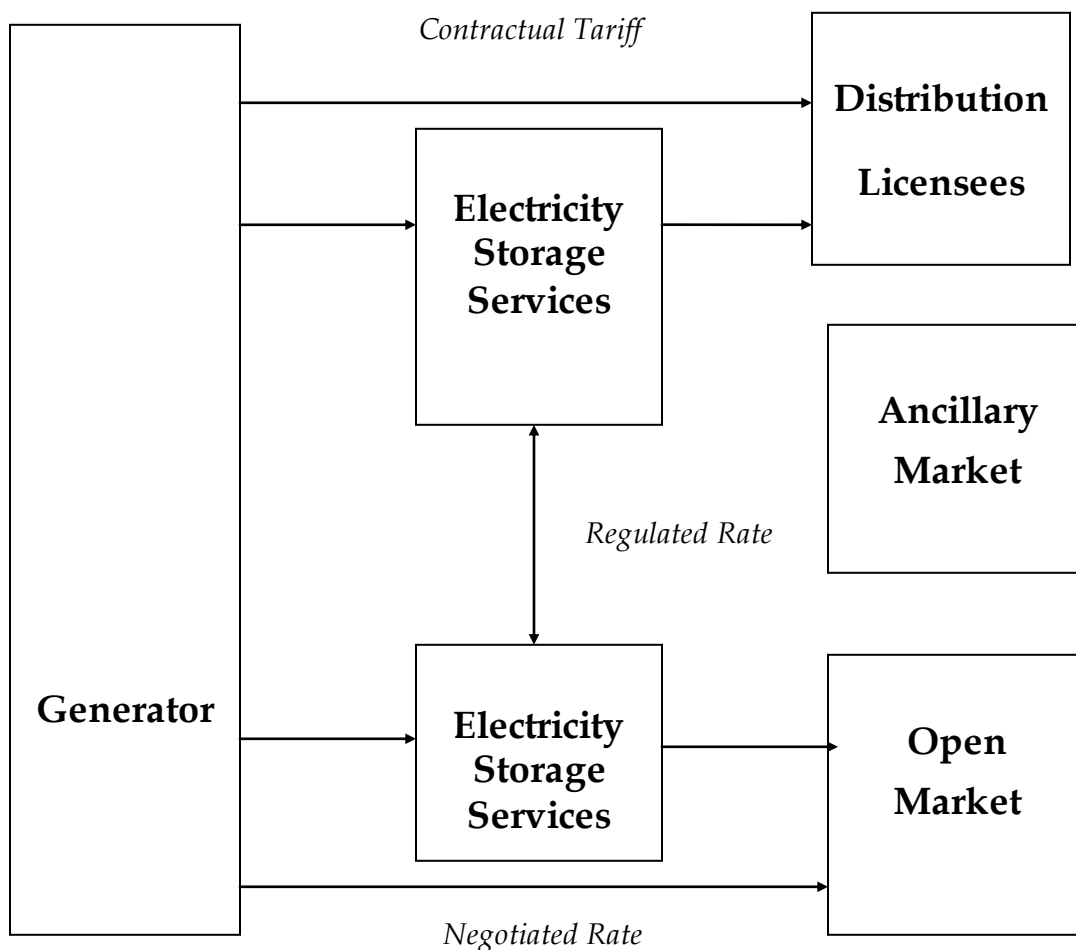 Contractual Tariff
Distribution
Licensees
Electricity
Storage
Services
Ancillary
Market
Regulated Rate
Generator
Electricity
Storage
Services
Open
Market
Negotiated Rate